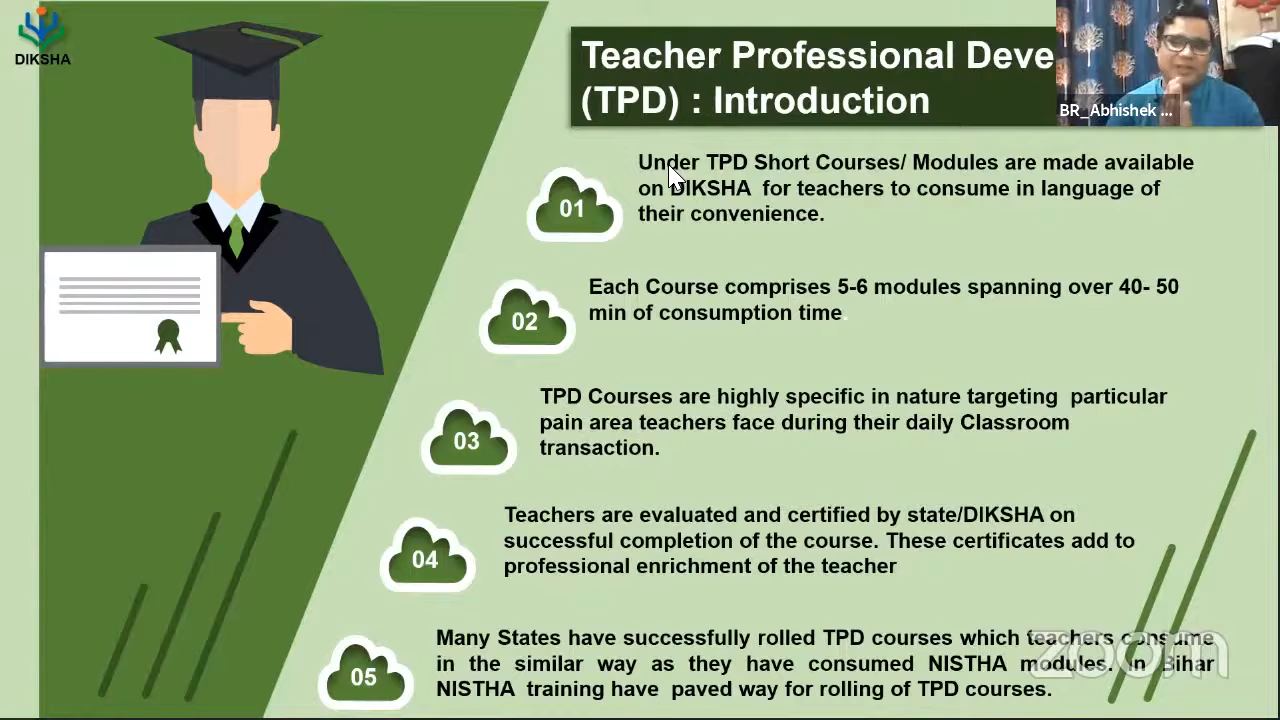 DIKSHA
Teacher Professional Deve
(TPD) : Introduction
BR_Abhishek ...
01
Under TPD Short Courses/ Modules are made available
on DIKSHA for teachers to consume in language of
their convenience.
02
Each Course comprises 5-6 modules spanning over 40- 50
min of consumption time.
03
TPD Courses are highly specific in nature targeting particular
pain area teachers face during their daily Classroom
transaction.
04
Teachers are evaluated and certified by state/DIKSHA on
successful completion of the course. These certificates add to
professional enrichment of the teacher
05
Many States have successfully rolled TPD courses which teachers consume
in the similar way as they have consumed NISTHA modules. In Bihar
NISTHA training have paved way for rolling of TPD courses.
zoom